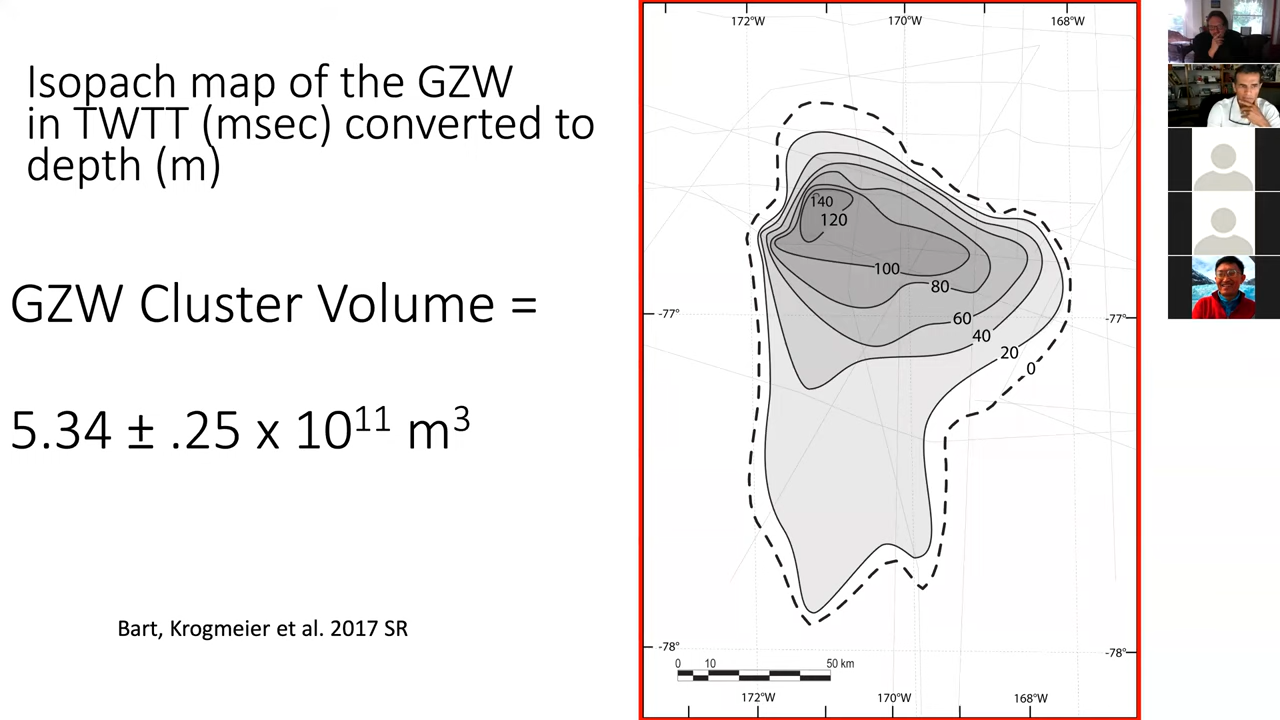 Isopach map of the GZW
in TWTT (msec) converted to
depth (m)
GZW Cluster Volume =
5.34 ± .25 x 10¹¹ m³
Bart, Krogmeier et al. 2017 SR
172°W 170°W 168°W
140
120
100
80
60
40
20
0
-77° -77°
-78° -78°
0 10 50 km
172°W 170°W 168°W